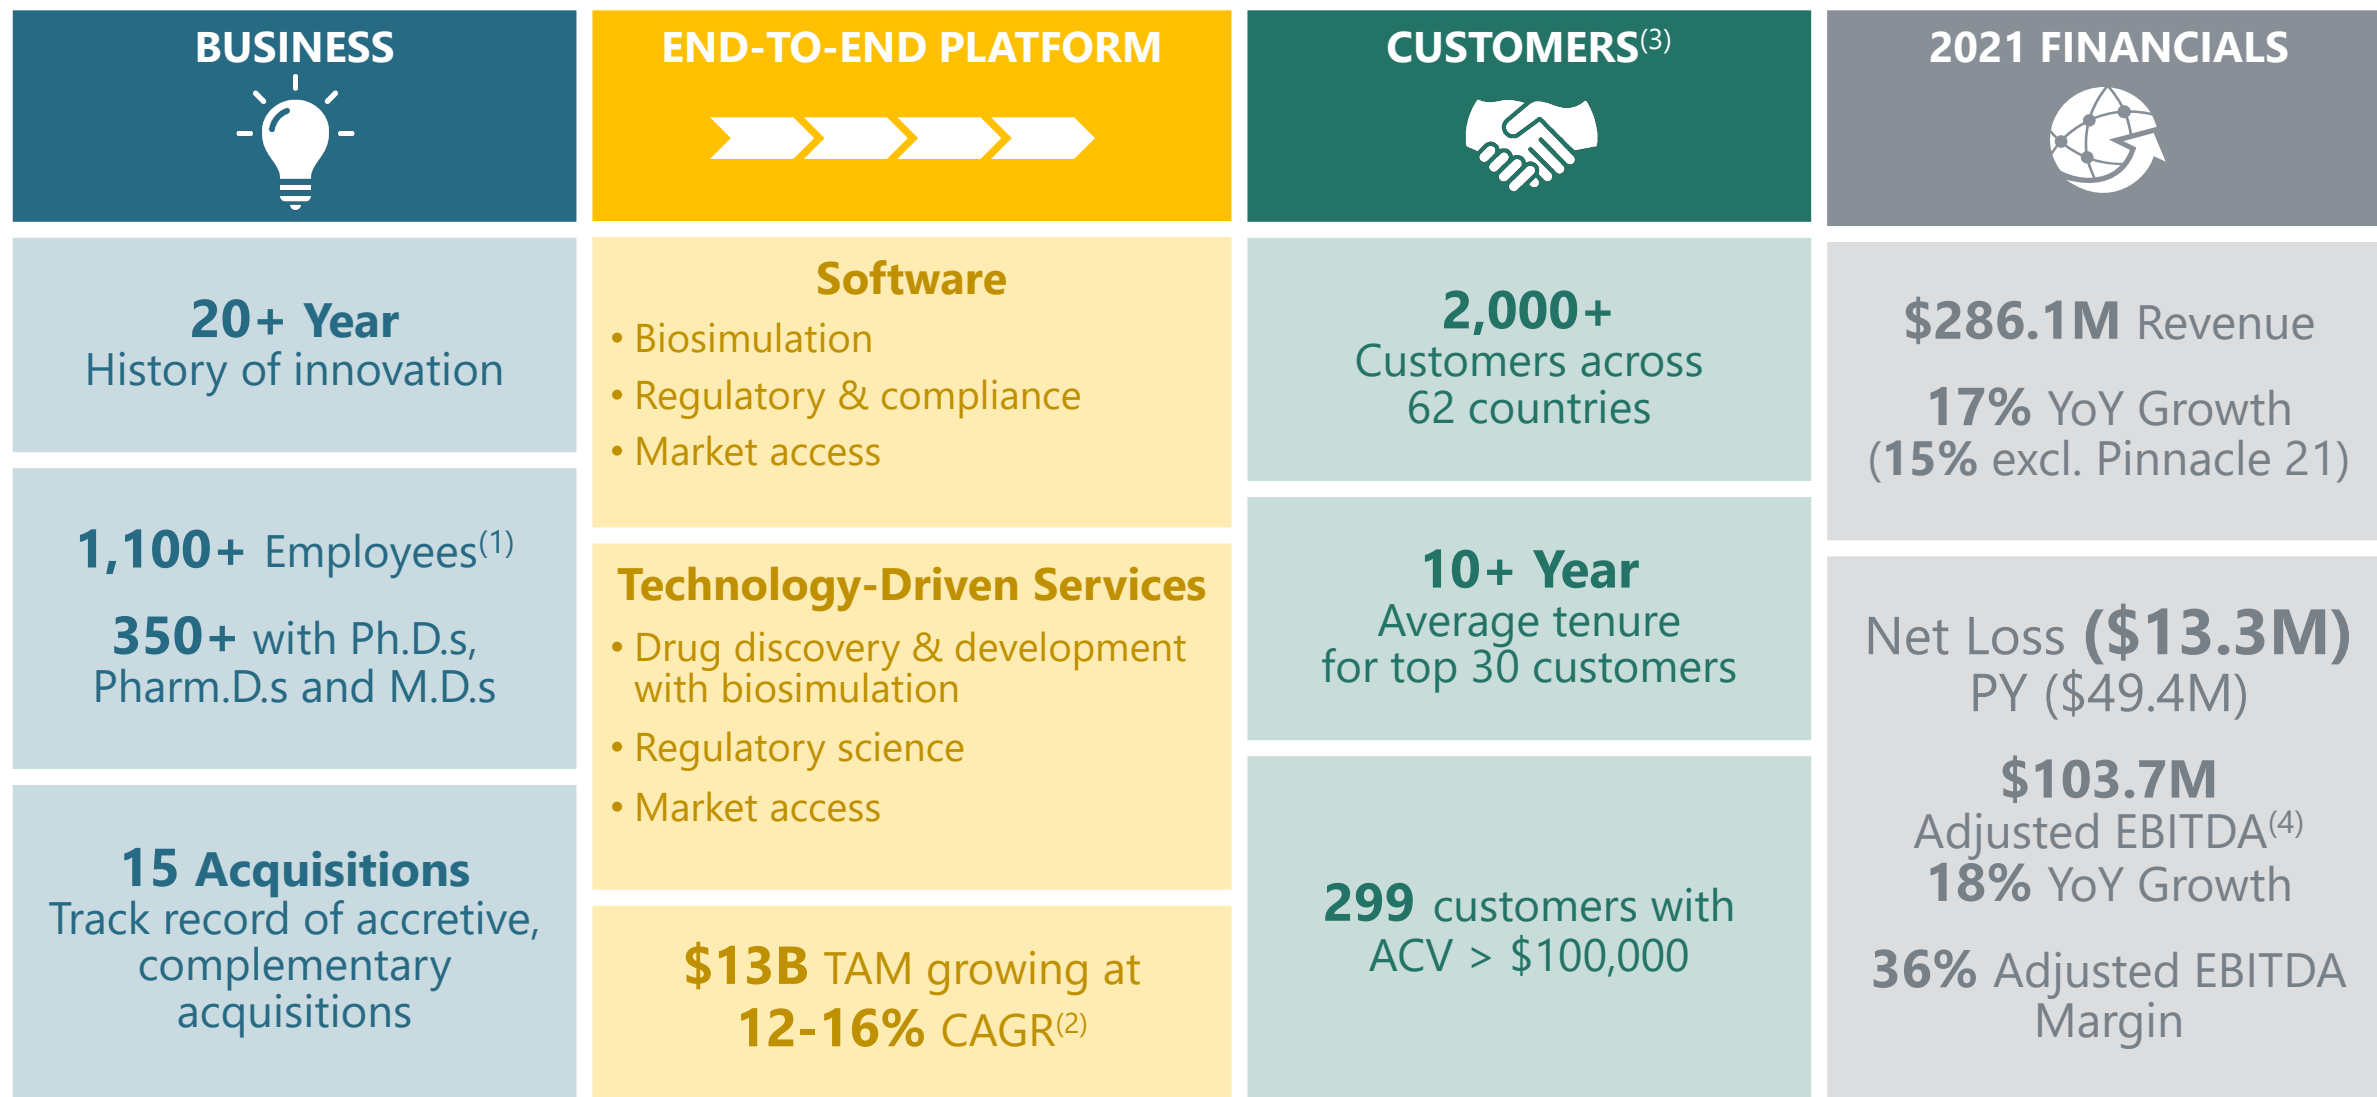 BUSINESS
20+ Year
History of innovation
1,100+ Employees(1)
350+ with Ph.D.s,
Pharm.D.s and M.D.s
15 Acquisitions
Track record of accretive,
complementary
acquisitions
END-TO-END PLATFORM
Software
• Biosimulation
• Regulatory & compliance
• Market access
Technology-Driven Services
• Drug discovery & development
with biosimulation
• Regulatory science
• Market access
$13B TAM growing at
12-16% CAGR(2)
CUSTOMERS(3)
2,000+
Customers across
62 countries
10+ Year
Average tenure
for top 30 customers
299 customers with
ACV > $100,000
2021 FINANCIALS
$286.1M Revenue
17% YoY Growth
(15% excl. Pinnacle 21)
Net Loss ($13.3M)
PY ($49.4M)
$103.7M
Adjusted EBITDA(4)
18% YoY Growth
36% Adjusted EBITDA
Margin